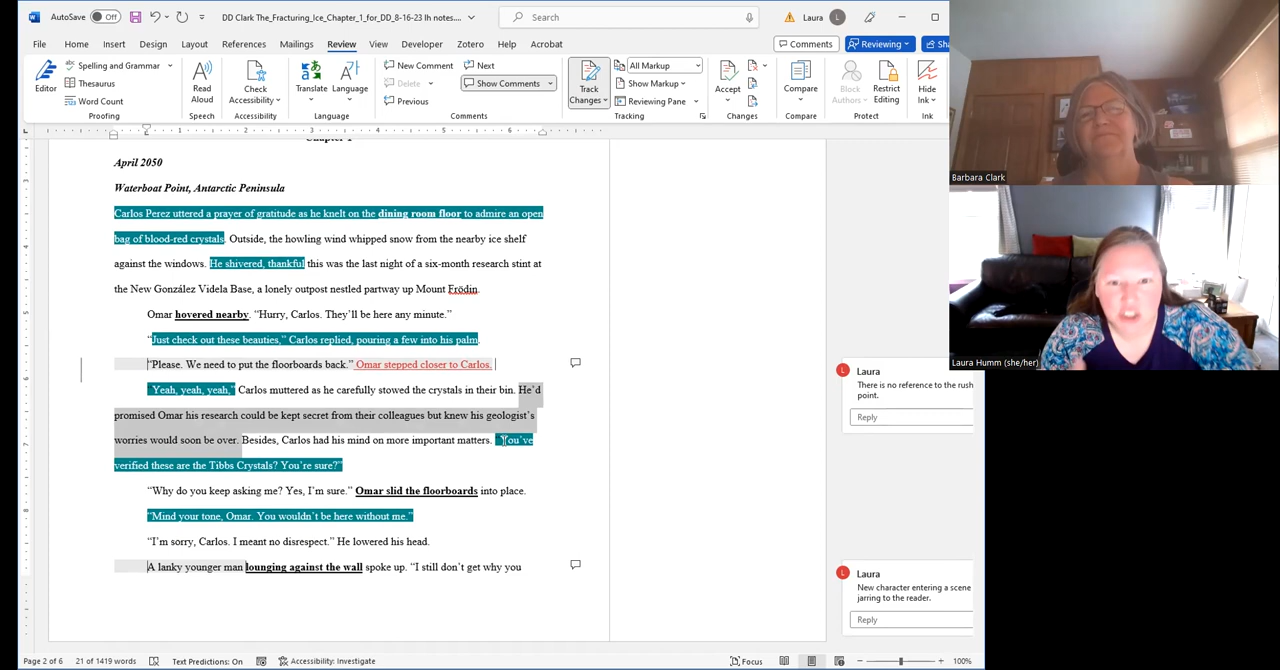 AutoSave Off
DD Clark The_Fracturing_Ice_Chapter_1_for_DD_8-16-23 lh notes....
Search
Laura
L
File Home Insert Design Layout References Mailings Review View Developer Zotero Help Acrobat
Comments
Reviewing
Sha
Editor
Spelling and Grammar
Thesaurus
Word Count
Proofing
Read Aloud
Speech
Check Accessibility
Accessibility
Translate
Language
Language
New Comment
Delete
Previous
Next
Show Comments
Comments
Track Changes
All Markup
Show Markup
Reviewing Pane
Tracking
Accept
Changes
Compare
Compare
Block Authors
Restrict Editing
Protect
Hide Ink
Ink
Chapter 1
April 2050
Waterboat Point, Antarctic Peninsula
Carlos Perez uttered a prayer of gratitude as he knelt on the dining room floor to admire an open
bag of blood-red crystals. Outside, the howling wind whipped snow from the nearby ice shelf
against the windows. He shivered, thankful this was the last night of a six-month research stint at
the New González Videla Base, a lonely outpost nestled partway up Mount Frödin.
Omar hovered nearby. “Hurry, Carlos. They’ll be here any minute.”
“Just check out these beauties,” Carlos replied, pouring a few into his palm.
“Please. We need to put the floorboards back.” Omar stepped closer to Carlos.
“Yeah, yeah, yeah,” Carlos muttered as he carefully stowed the crystals in their bin. He’d
promised Omar his research could be kept secret from their colleagues but knew his geologist’s
worries would soon be over. Besides, Carlos had his mind on more important matters. “You’ve
verified these are the Tibbs Crystals? You’re sure?”
“Why do you keep asking me? Yes, I’m sure.” Omar slid the floorboards into place.
“Mind your tone, Omar. You wouldn’t be here without me.”
“I’m sorry, Carlos. I meant no disrespect.” He lowered his head.
A lanky younger man lounging against the wall spoke up. “I still don’t get why you
L
Laura
There is no reference to the rush
point.
Reply
L
Laura
New character entering a scene
jarring to the reader.
Reply
Barbara Clark
Laura Humm (she/her)
Page 2 of 6
21 of 1419 words
Text Predictions: On
Accessibility: Investigate
Focus
100%